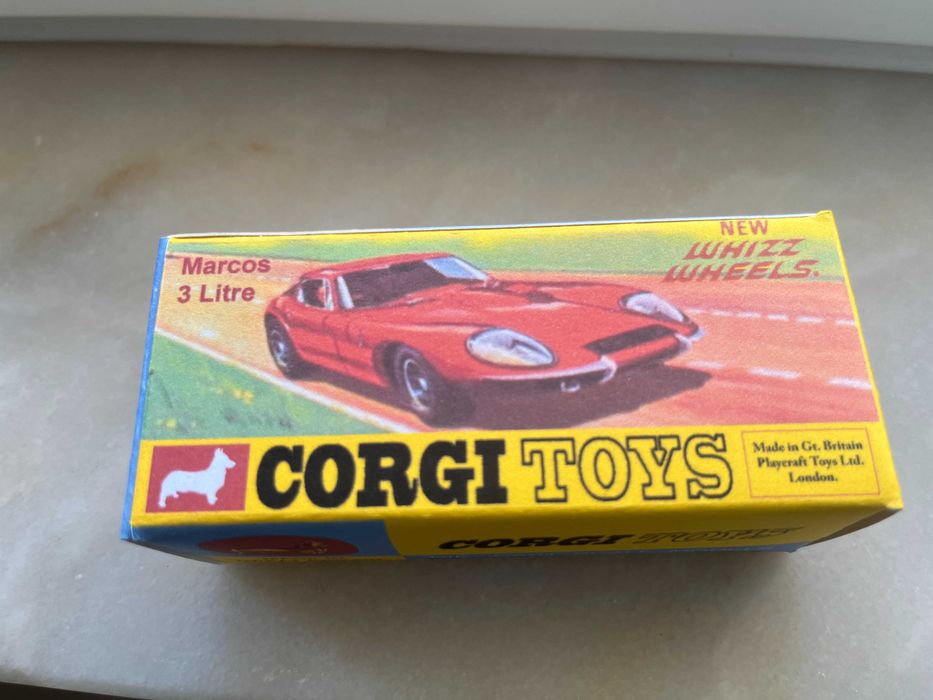 NEW
WHIZZ
WHEELS.
Marcos
3 Litre
CORGI TOYS
Made in Gt. Britain
Playcraft Toys Ltd.
London.
CORGI TOYS